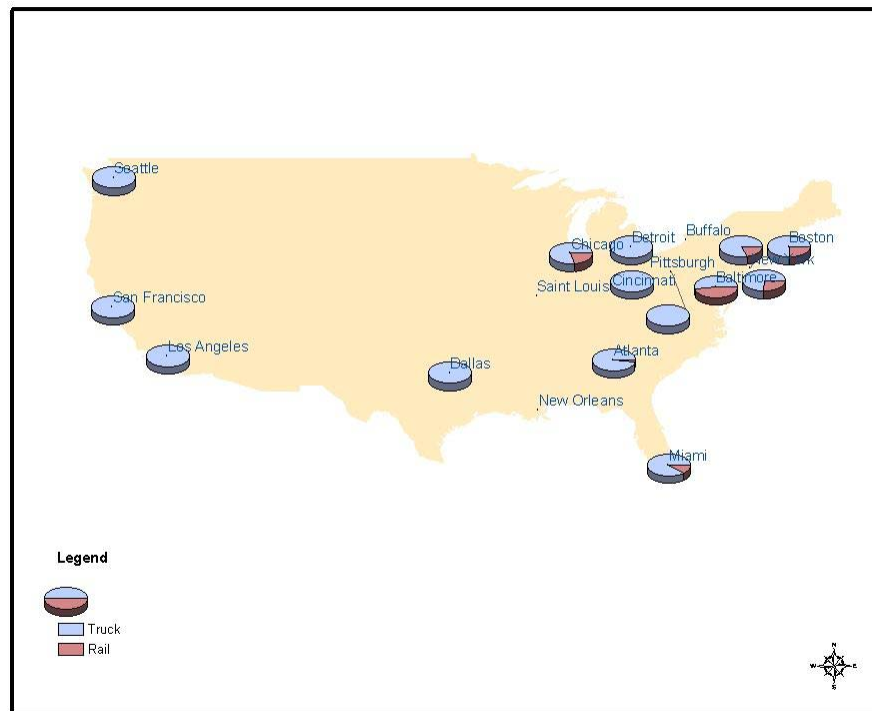 Seattle
Buffalo
Detroit
Boston
Chicago
New York
Pittsburgh
Baltimore
Cincinnati
Saint Louis
San Francisco
Los Angeles
Atlanta
Dallas
New Orleans
Miami
Legend
Truck
Rail
N
W
E
S